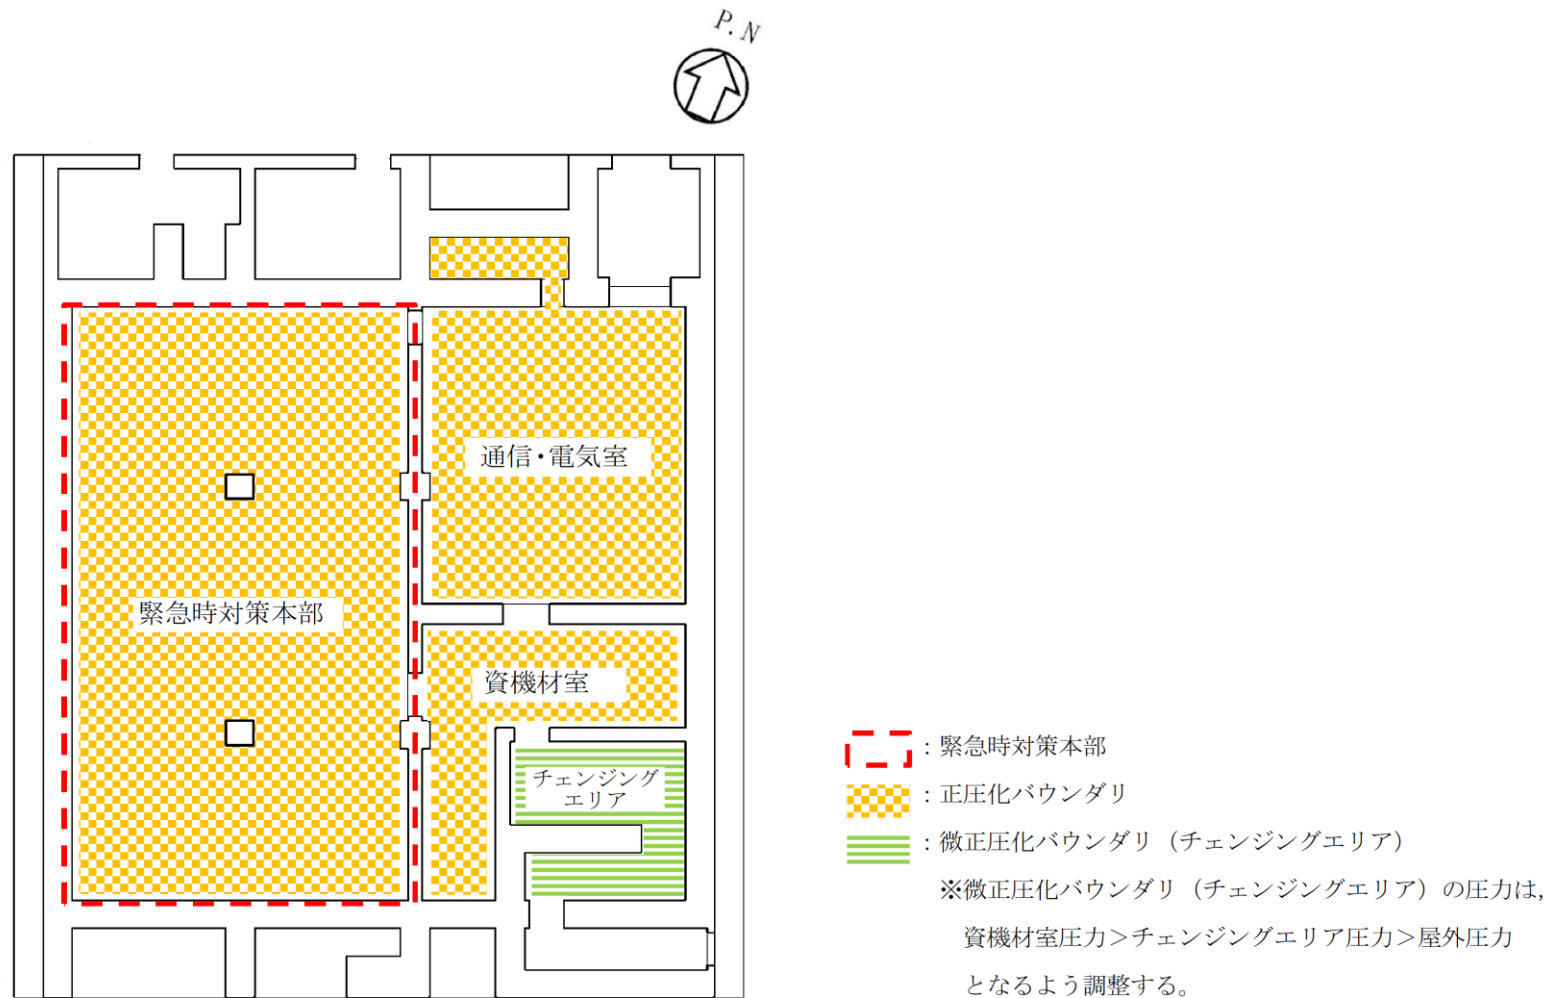 P.N
通信・電気室
緊急時対策本部
資機材室
チェンジング
エリア
：緊急時対策本部
：正圧化バウンダリ
：微正圧化バウンダリ（チェンジングエリア）
※微正圧化バウンダリ（チェンジングエリア）の圧力は，
資機材室圧力＞チェンジングエリア圧力＞屋外圧力
となるよう調整する。